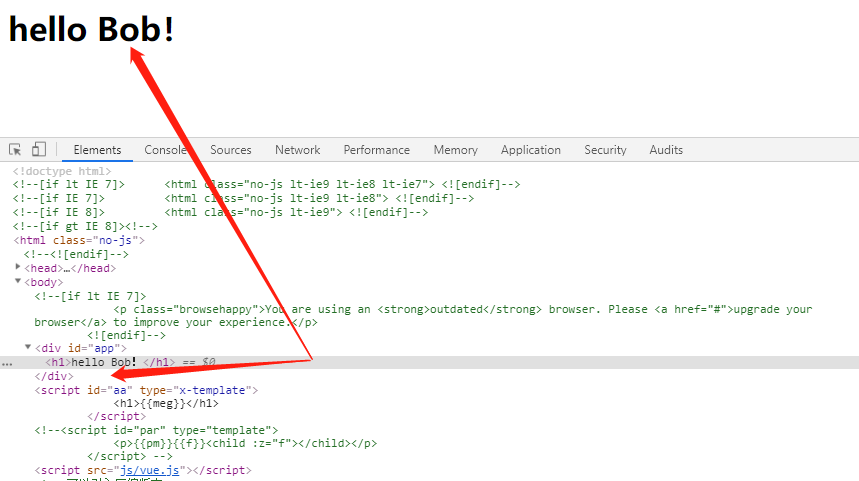 hello Bob!
Elements Console Sources Network Performance Memory Application Security Audits
<!doctype html>
<!--[if lt IE 7]>      <html class="no-js lt-ie9 lt-ie8 lt-ie7"> <![endif]-->
<!--[if IE 7]>         <html class="no-js lt-ie9 lt-ie8"> <![endif]-->
<!--[if IE 8]>         <html class="no-js lt-ie9"> <![endif]-->
<!--[if gt IE 8]><!-->
<html class="no-js">
<!--<![endif]-->
<head>…</head>
<body>
<!--[if lt IE 7]>
<p class="browsehappy">You are using an <strong>outdated</strong> browser. Please <a href="#">upgrade your
browser</a> to improve your experience.</p>
<![endif]-->
<div id="app">
... <h1>hello Bob! </h1> == $0
</div>
<script id="aa" type="x-template">
<h1>{{meg}}</h1>
</script>
<!--<script id="par" type="template">
<p>{{pm}}{{f}}<child :z="f"></child></p>
</script> -->
<script src="js/vue.js"></script>